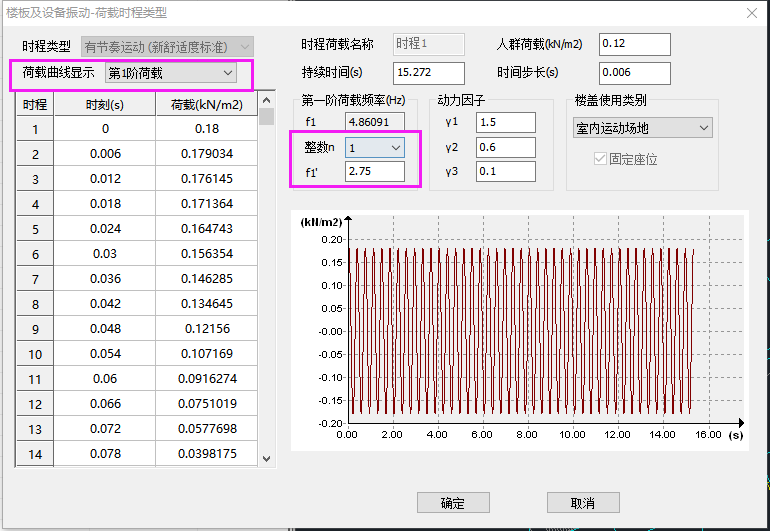 楼板及设备振动-荷载时程类型
时程类型 有节奏运动 (新舒适度标准)
荷载曲线显示 第1阶荷载
时程荷载名称 时程1 人群荷载(kN/m2) 0.12
持续时间(s) 15.272 时间步长(s) 0.006
时程 时刻(s) 荷载(kN/m2)
1 0 0.18
2 0.006 0.179034
3 0.012 0.176145
4 0.018 0.171364
5 0.024 0.164743
6 0.03 0.156354
7 0.036 0.146285
8 0.042 0.134645
9 0.048 0.12156
10 0.054 0.107169
11 0.06 0.0916274
12 0.066 0.0751019
13 0.072 0.0577698
14 0.078 0.0398175
第一阶荷载频率(Hz)
f1 4.86091
整数n 1
f1' 2.75
动力因子
γ1 1.5
γ2 0.6
γ3 0.1
楼盖使用类别
室内运动场地
固定座位
(kN/m2)
0.20
0.15
0.10
0.05
-0.00
-0.05
-0.10
-0.15
-0.20
0.00 2.00 4.00 6.00 8.00 10.00 12.00 14.00 16.00 (s)
确定 取消